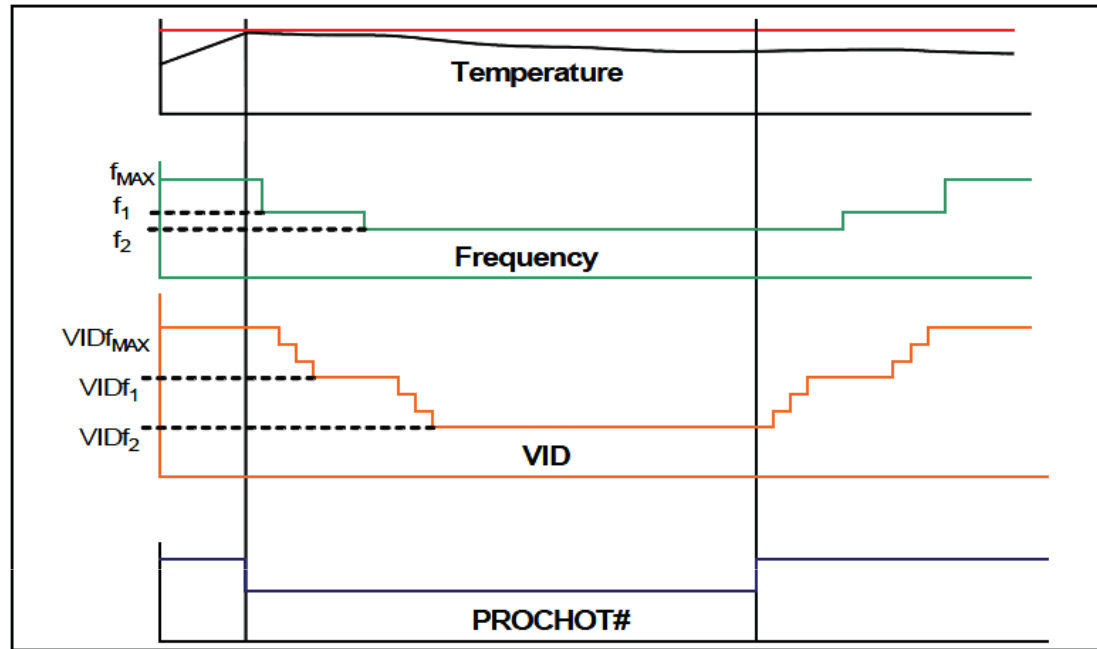 Temperature
fMAX
f1
f2
Frequency
VIDfMAX
VIDf1
VIDf2
VID
PROCHOT#